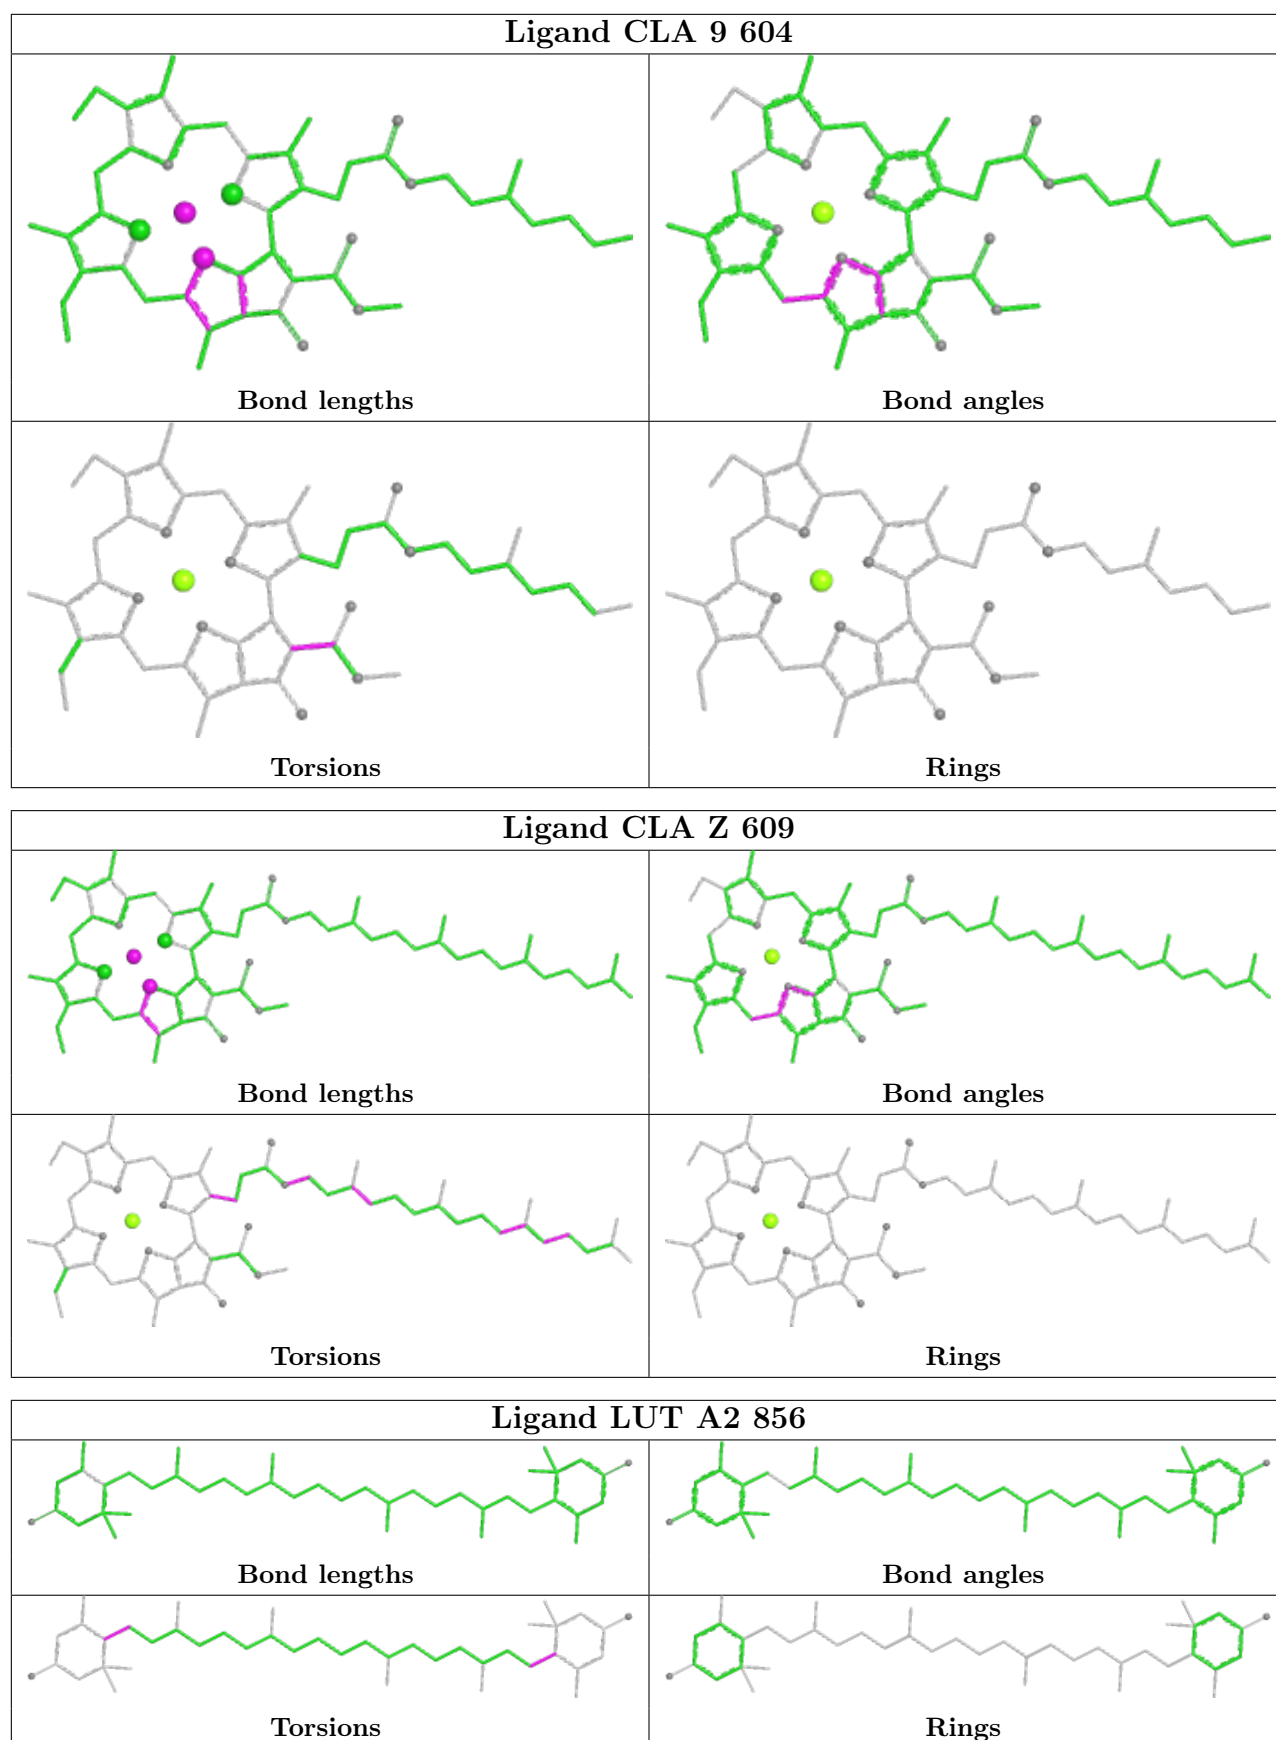 Ligand CLA 9 604
Bond lengths
Bond angles
Torsions
Rings
Ligand CLA Z 609
Bond lengths
Bond angles
Torsions
Rings
Ligand LUT A2 856
Bond lengths
Bond angles
Torsions
Rings